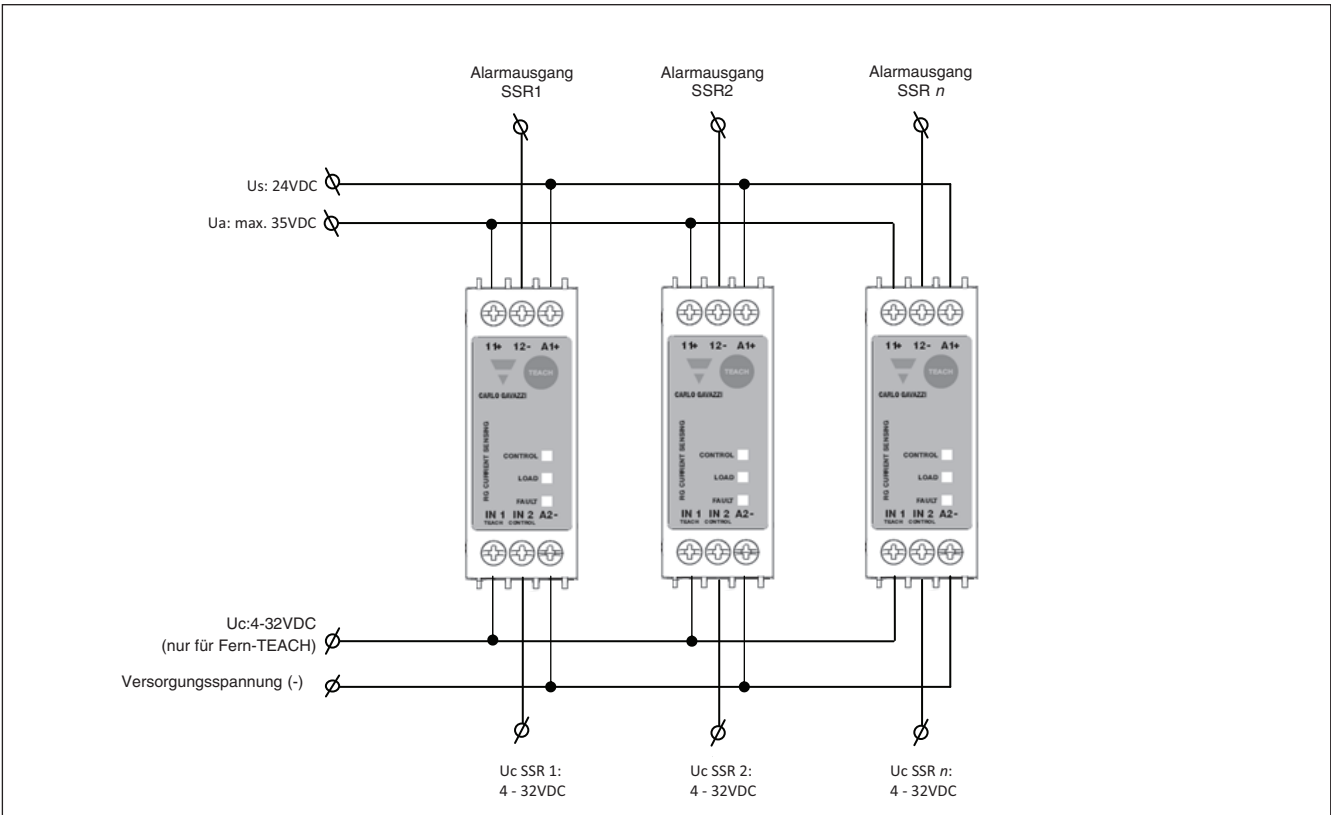 Alarmausgang
SSR1
Alarmausgang
SSR2
Alarmausgang
SSR n
Us: 24VDC
Ua: max. 35VDC
11+ 12- A1+
TEACH
CARLO GAVAZZI
RG CURRENT SENSING
CONTROL
LOAD
FAULT
IN 1 IN 2 A2-
TEACH CONTROL
11+ 12- A1+
TEACH
CARLO GAVAZZI
RG CURRENT SENSING
CONTROL
LOAD
FAULT
IN 1 IN 2 A2-
TEACH CONTROL
11+ 12- A1+
TEACH
CARLO GAVAZZI
RG CURRENT SENSING
CONTROL
LOAD
FAULT
IN 1 IN 2 A2-
TEACH CONTROL
Uc:4-32VDC
(nur für Fern-TEACH)
Versorgungsspannung (-)
Uc SSR 1:
4 - 32VDC
Uc SSR 2:
4 - 32VDC
Uc SSR n:
4 - 32VDC